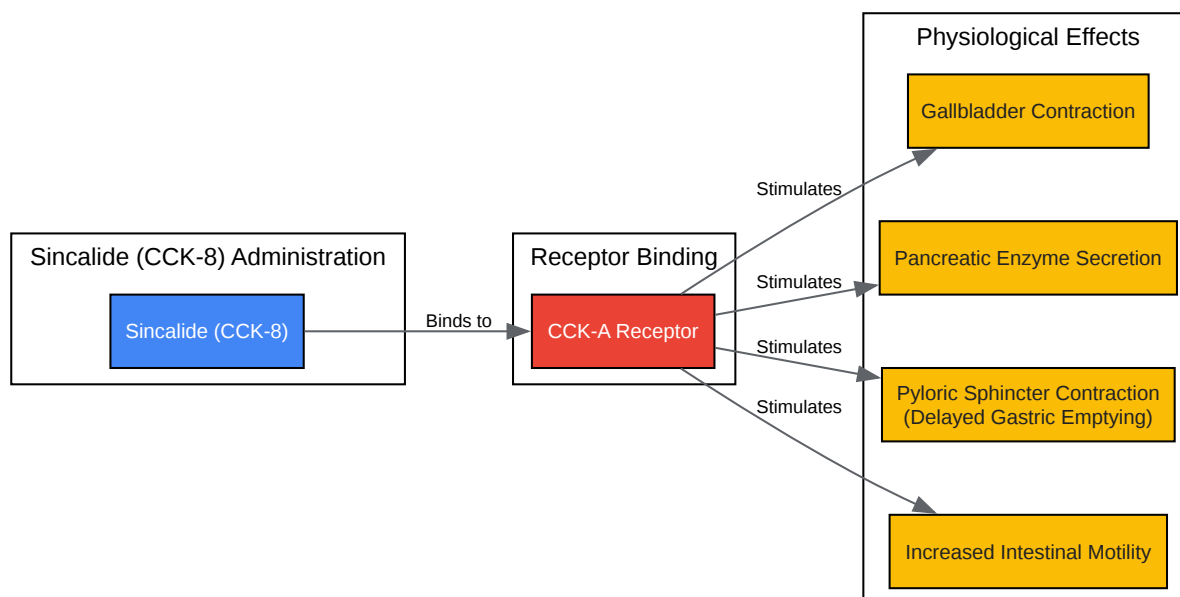 Physiological Effects
Gallbladder Contraction
Stimulates
Sincalide (CCK-8) Administration
Receptor Binding
Pancreatic Enzyme Secretion
Stimulates
Sincalide (CCK-8)
Binds to
CCK-A Receptor
Stimulates
Pyloric Sphincter Contraction
(Delayed Gastric Emptying)
Stimulates
Increased Intestinal Motility